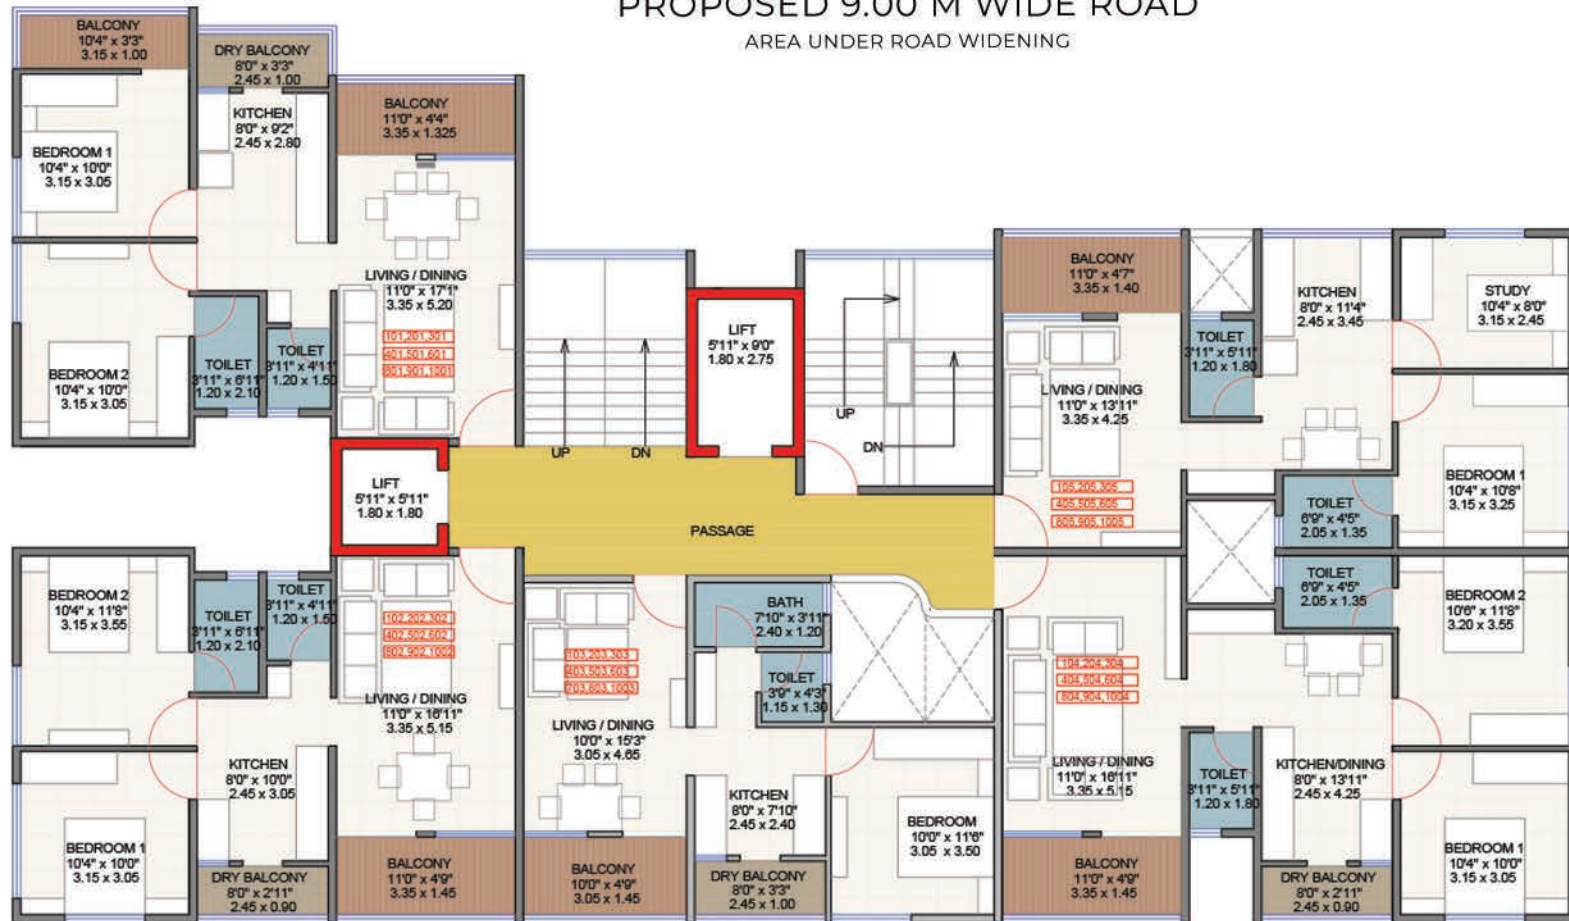 PROPOSED 9.00 M WIDE ROAD
AREA UNDER ROAD WIDENING
BALCONY
10'4" x 3'3"
3.15 x 1.00
DRY BALCONY
8'0" x 3'3"
2.45 x 1.00
BALCONY
11'0" x 4'4"
3.35 x 1.325
KITCHEN
8'0" x 9'2"
2.45 x 2.80
BEDROOM 1
10'4" x 10'0"
3.15 x 3.05
LIVING / DINING
11'0" x 17'1"
3.35 x 5.20
101,201,301
401,501,601
801,901,1001
BEDROOM 2
10'4" x 10'0"
3.15 x 3.05
TOILET
3'11" x 6'11"
1.20 x 2.10
TOILET
3'11" x 4'11"
1.20 x 1.50
LIFT
5'11" x 9'0"
1.80 x 2.75
UP
DN
UP
DN
LIFT
5'11" x 5'11"
1.80 x 1.80
PASSAGE
BALCONY
11'0" x 4'7"
3.35 x 1.40
KITCHEN
8'0" x 11'4"
2.45 x 3.45
STUDY
10'4" x 8'0"
3.15 x 2.45
TOILET
3'11" x 5'11"
1.20 x 1.80
LIVING / DINING
11'0" x 13'11"
3.35 x 4.25
105,205,305
405,505,605
805,905,1005
BEDROOM 1
10'4" x 10'8"
3.15 x 3.25
TOILET
6'9" x 4'5"
2.05 x 1.35
TOILET
6'9" x 4'5"
2.05 x 1.35
BEDROOM 2
10'6" x 11'8"
3.20 x 3.55
BEDROOM 2
10'4" x 11'8"
3.15 x 3.55
TOILET
3'11" x 6'11"
1.20 x 2.10
TOILET
3'11" x 4'11"
1.20 x 1.50
102,202,302
402,502,602
802,902,1002
LIVING / DINING
11'0" x 16'11"
3.35 x 5.15
103,203,303
403,503,603
LIVING / DINING
10'0" x 15'3"
3.05 x 4.65
BATH
7'10" x 3'11"
2.40 x 1.20
TOILET
3'9" x 4'3"
1.15 x 1.30
104,204,304
404,504,604
804,904,1004
LIVING / DINING
11'0" x 16'11"
3.35 x 5.15
TOILET
3'11" x 5'11"
1.20 x 1.80
KITCHEN/DINING
8'0" x 13'11"
2.45 x 4.25
KITCHEN
8'0" x 10'0"
2.45 x 3.05
KITCHEN
8'0" x 7'10"
2.45 x 2.40
BEDROOM
10'0" x 11'6"
3.05 x 3.50
BEDROOM 1
10'4" x 10'0"
3.15 x 3.05
BEDROOM 1
10'4" x 10'0"
3.15 x 3.05
DRY BALCONY
8'0" x 2'11"
2.45 x 0.90
BALCONY
11'0" x 4'9"
3.35 x 1.45
BALCONY
10'0" x 4'9"
3.05 x 1.45
DRY BALCONY
8'0" x 3'3"
2.45 x 1.00
BALCONY
11'0" x 4'9"
3.35 x 1.45
DRY BALCONY
8'0" x 2'11"
2.45 x 0.90